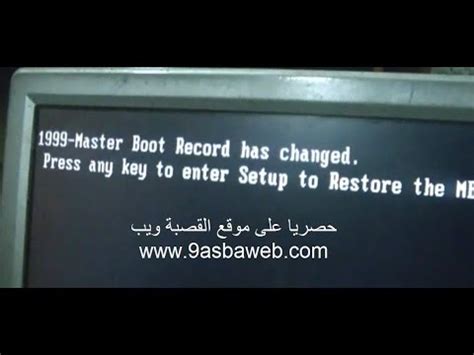 1999-Master Boot Record has changed.
Press any key to enter Setup to Restore the
حصريا على موقع القصبة ويب
www.9asbaweb.com